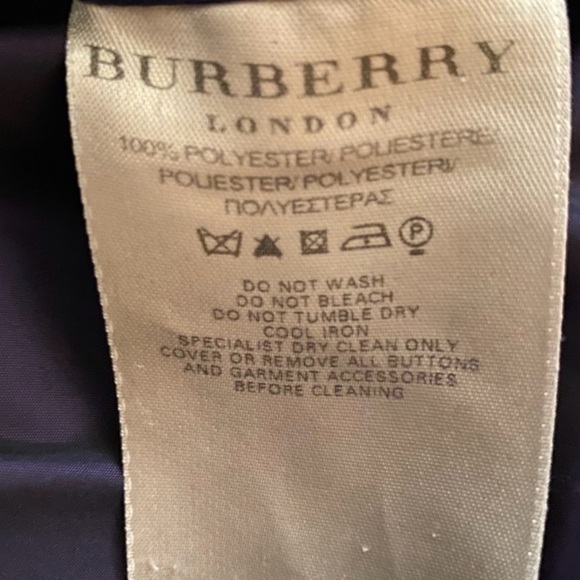 BURBERRY
LONDON
100% POLYESTER/ POLIESTERE/
POLIESTER/ POLYESTERI/
ΠΟΛΥΕΣΤΕΡΑΣ
P
DO NOT WASH
DO NOT BLEACH
DO NOT TUMBLE DRY
COOL IRON
SPECIALIST DRY CLEAN ONLY
COVER OR REMOVE ALL BUTTONS
AND GARMENT ACCESSORIES
BEFORE CLEANING